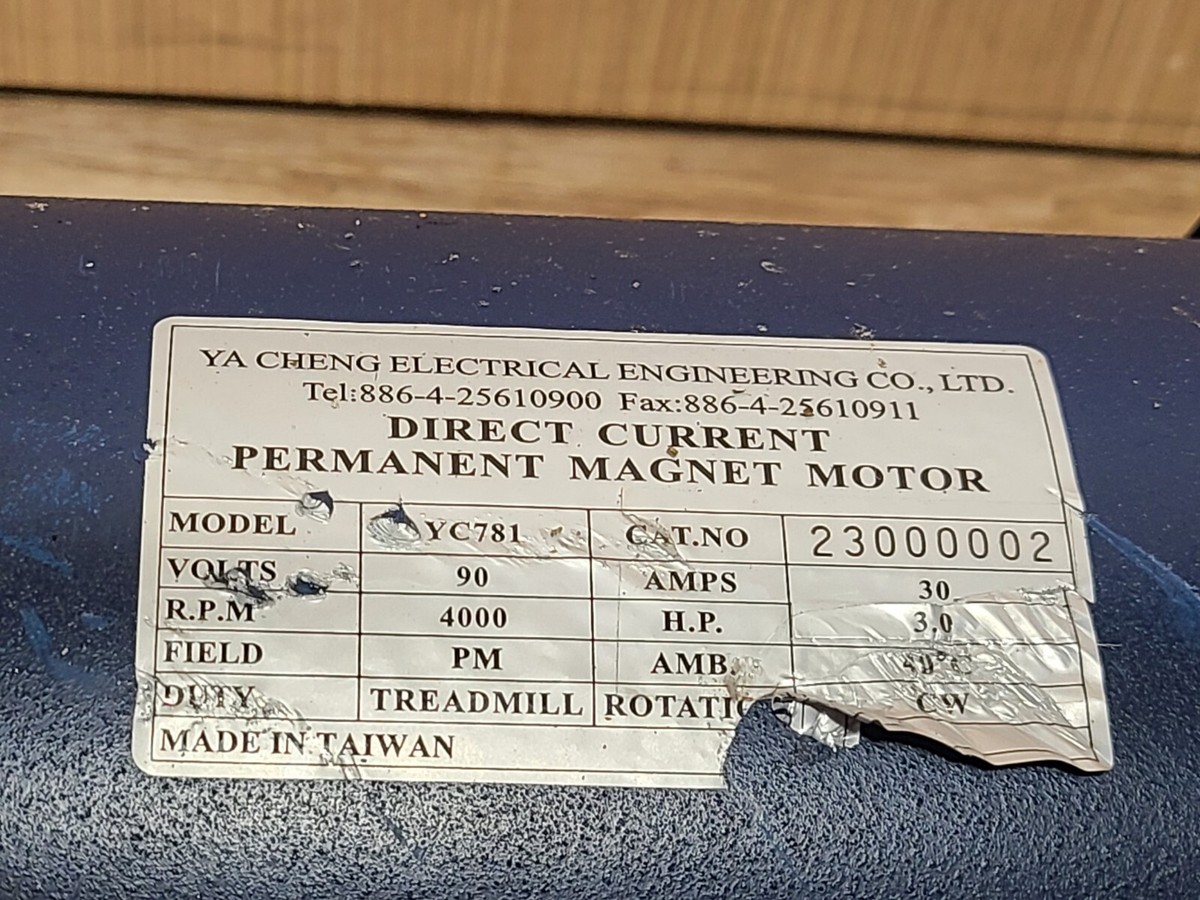 YA CHENG ELECTRICAL ENGINEERING CO., LTD.
Tel:886-4-25610900 Fax:886-4-25610911
DIRECT CURRENT
PERMANENT MAGNET MOTOR
MODEL YC781 CAT.NO 23000002
VOLTS 90 AMPS 30
R.P.M 4000 H.P. 3.0
FIELD PM AMB.
DUTY TREADMILL CW
MADE IN TAIWAN